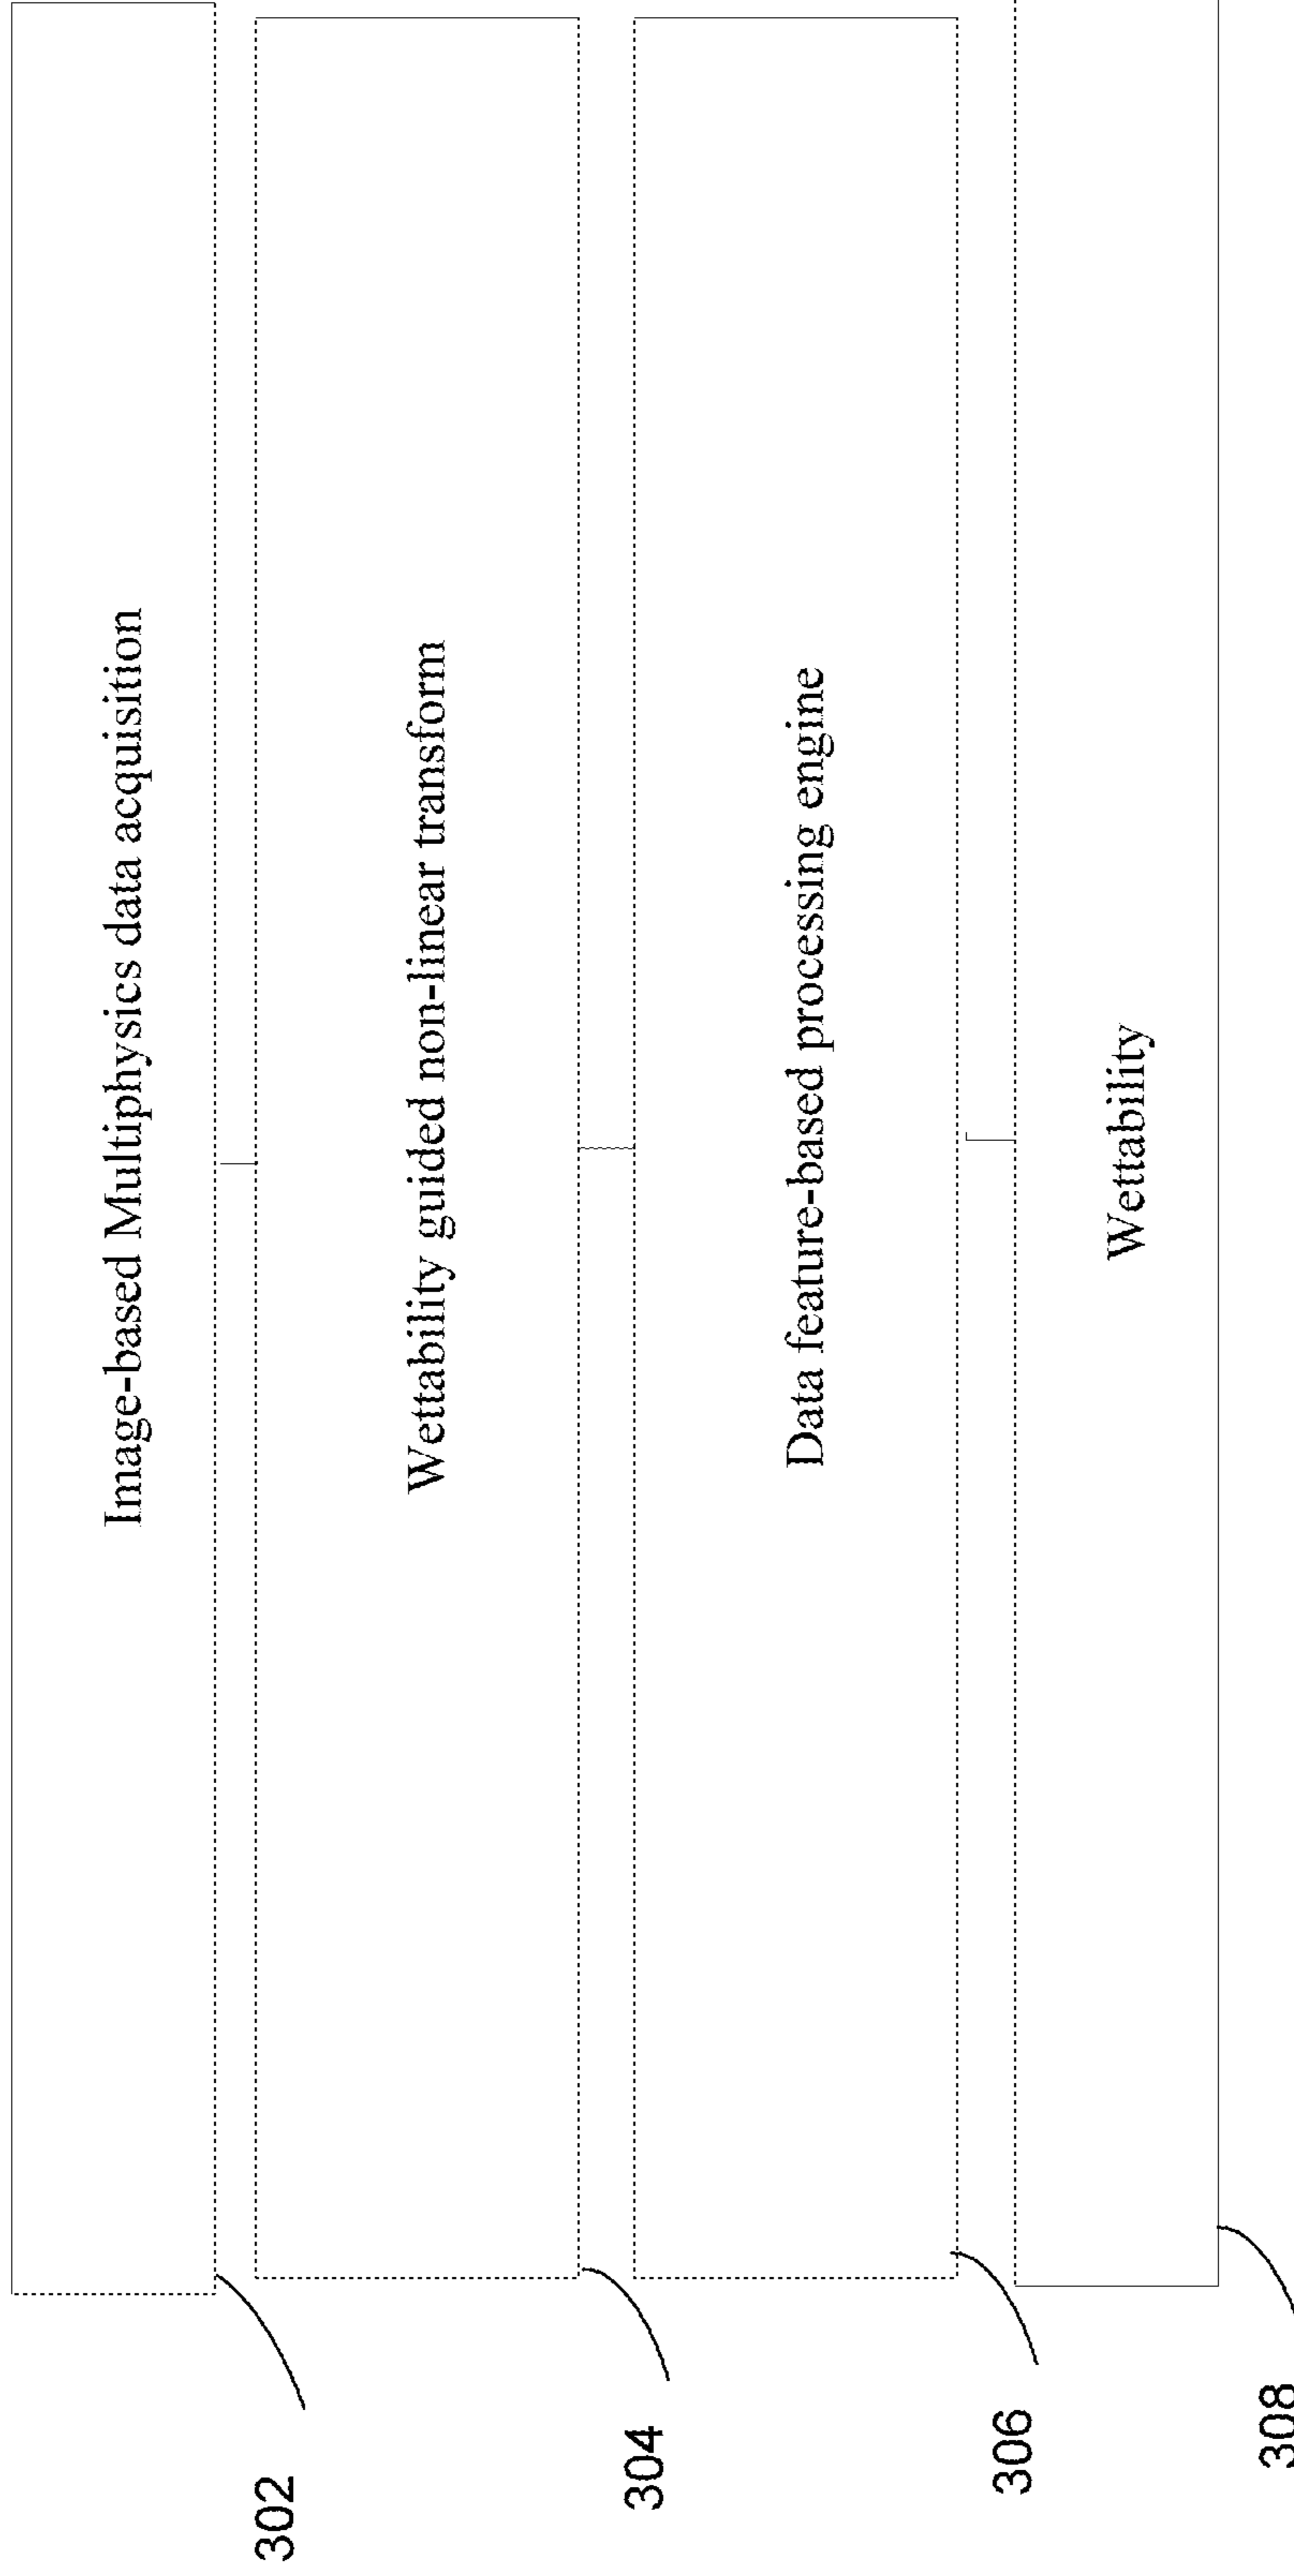 Image-based Multiphysics data acquisition
302
Wettability guided non-linear transform
304
Data feature-based processing engine
306
Wettability
308